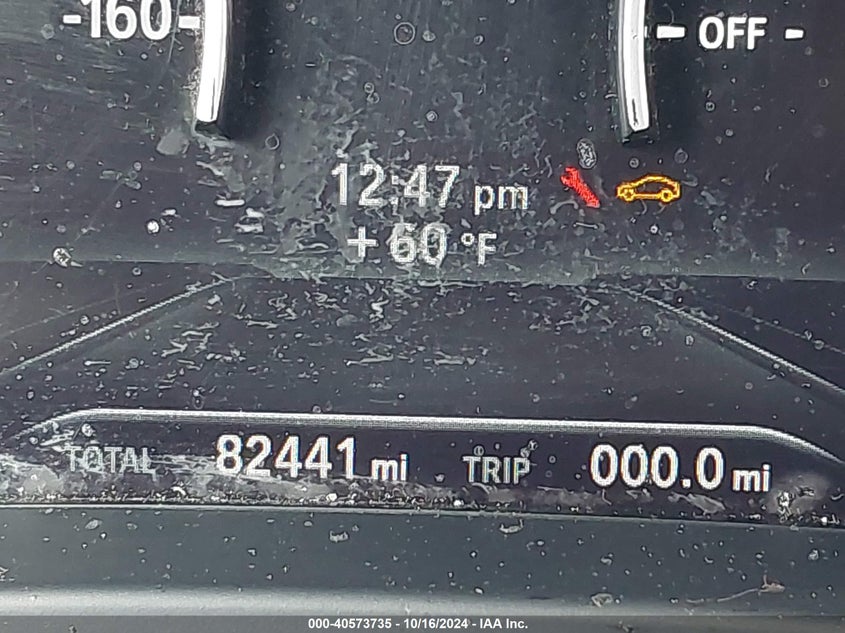 -160-
- OFF -
12:47 pm
+ 60 °F
TOTAL 82441 mi TRIP 000.0 mi
000-40573735 - 10/16/2024 - IAA Inc.